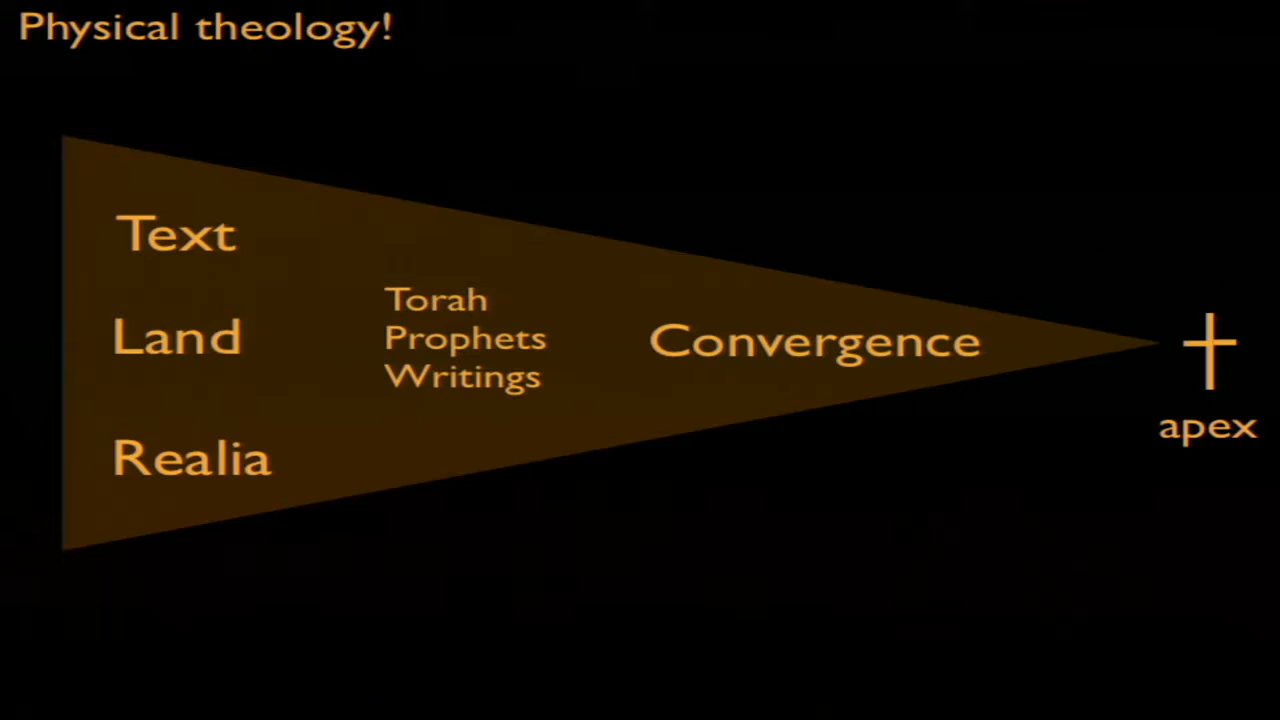 Physical theology!
Text
Land
Realia
Torah
Prophets
Writings
Convergence
apex